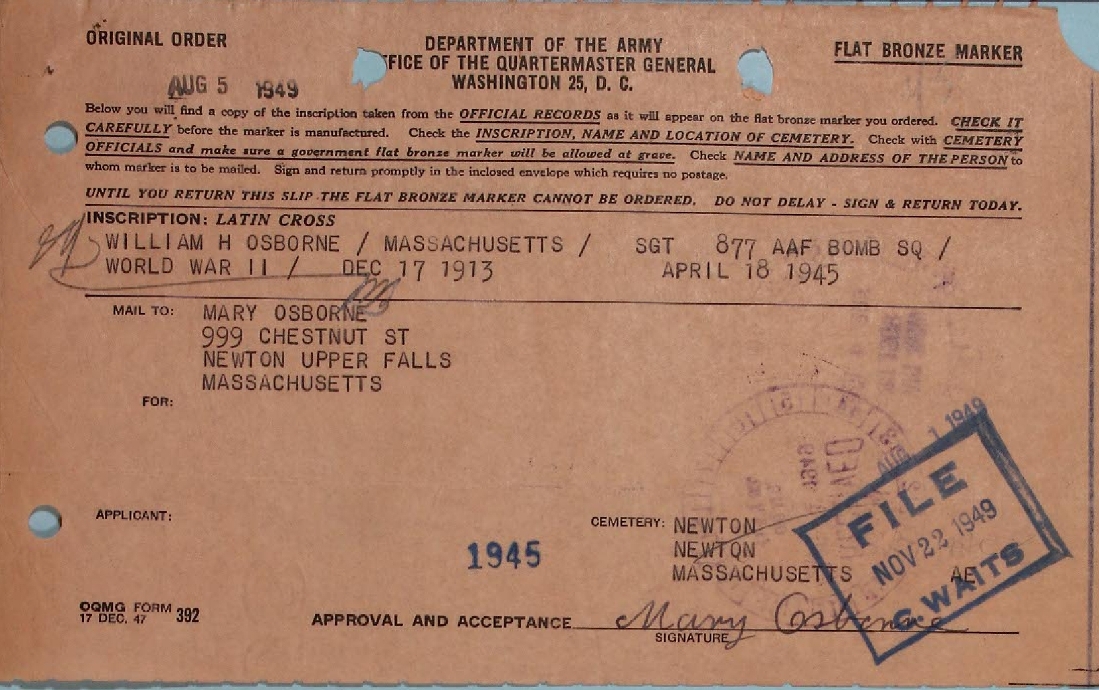 ORIGINAL ORDER
DEPARTMENT OF THE ARMY
FFICE OF THE QUARTERMASTER GENERAL
WASHINGTON 25, D. C.
FLAT BRONZE MARKER
AUG 5 1949
Below you will find a copy of the inscription taken from the OFFICIAL RECORDS as it will appear on the flat bronze marker you ordered. CHECK IT
CAREFULLY before the marker is manufactured. Check the INSCRIPTION, NAME AND LOCATION OF CEMETERY. Check with CEMETERY
OFFICIALS and make sure a government flat bronze marker will be allowed at grave. Check NAME AND ADDRESS OF THE PERSON to
whom marker is to be mailed. Sign and return promptly in the inclosed envelope which requires no postage.
UNTIL YOU RETURN THIS SLIP THE FLAT BRONZE MARKER CANNOT BE ORDERED. DO NOT DELAY - SIGN & RETURN TODAY.
INSCRIPTION: LATIN CROSS
WILLIAM H OSBORNE / MASSACHUSETTS / SGT 877 AAF BOMB SQ /
WORLD WAR II / DEC 17 1913 APRIL 18 1945
MAIL TO: MARY OSBORNE
999 CHESTNUT ST
NEWTON UPPER FALLS
MASSACHUSETTS
FOR:
1 1949
FILE
NOV 22 1949
G. WAITS
APPLICANT:
1945
CEMETERY: NEWTON
NEWTON
MASSACHUSETTS AE
OQMG FORM 392
17 DEC. 47
APPROVAL AND ACCEPTANCE Mary Osborne
SIGNATURE